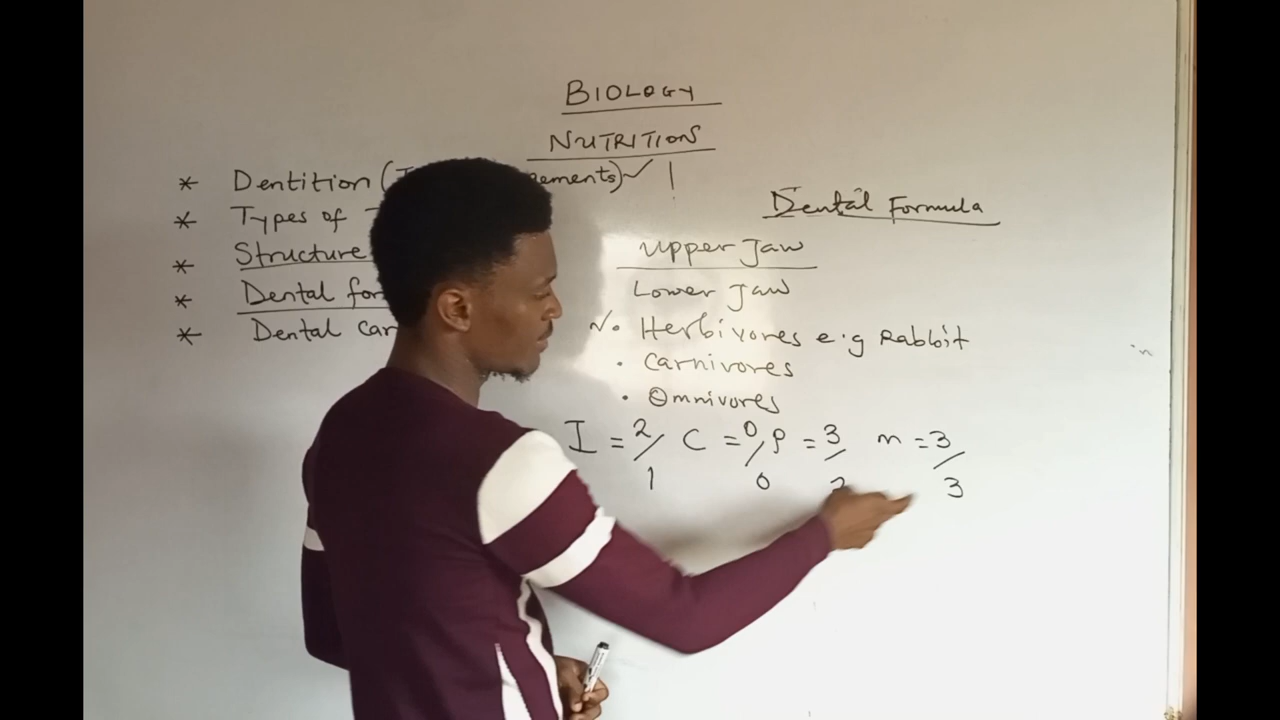 BIOLOGY
NUTRITION
* Dentition ( ements) ✓
* Types of
* Structure
* Dental for
* Dental car
Dental Formula
Upper Jaw
Lower Jaw
✓. Herbivores e.g Rabbit
. Carnivores
. Omnivores
I = 2/1 C = 0/0 P = 3/ m = 3/3